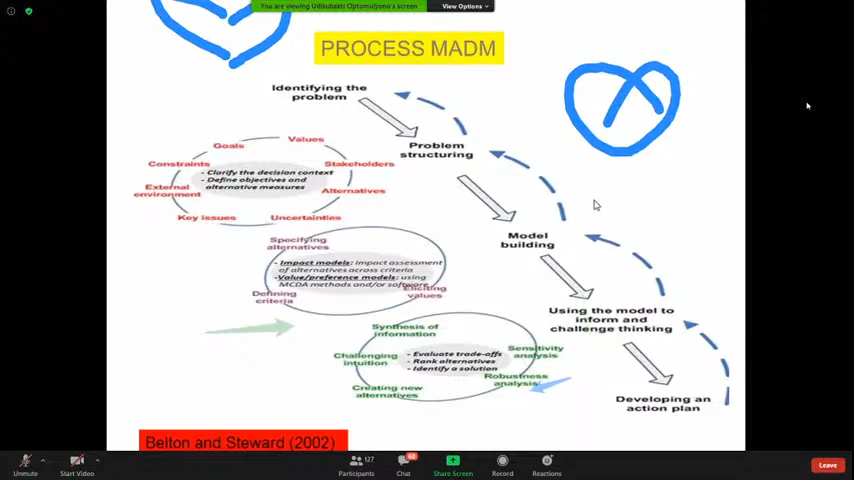 You are viewing Udisubakti Ciptomulyono's screen
View Options
PROCESS MADM
Identifying the
problem
Problem
structuring
Goals
Values
Constraints
Stakeholders
- Clarify the decision context
- Define objectives and
alternative measures
External
environment
Alternatives
Key issues
Uncertainties
Model
building
Specifying
alternatives
- Impact models: impact assessment
of alternatives across criteria
-Value/preference models: using
MCDA methods and/or software
Defining
criteria
Eliciting
values
Using the model to
inform and
challenge thinking
Synthesis of
information
Challenging
intuition
- Evaluate trade-offs
- Rank alternatives
- Identify a solution
Sensitivity
analysis
Robustness
analysis
Creating new
alternatives
Developing an
action plan
Belton and Steward (2002)
Unmute
Start Video
127
Participants
60
Chat
Share Screen
Record
Reactions
Leave